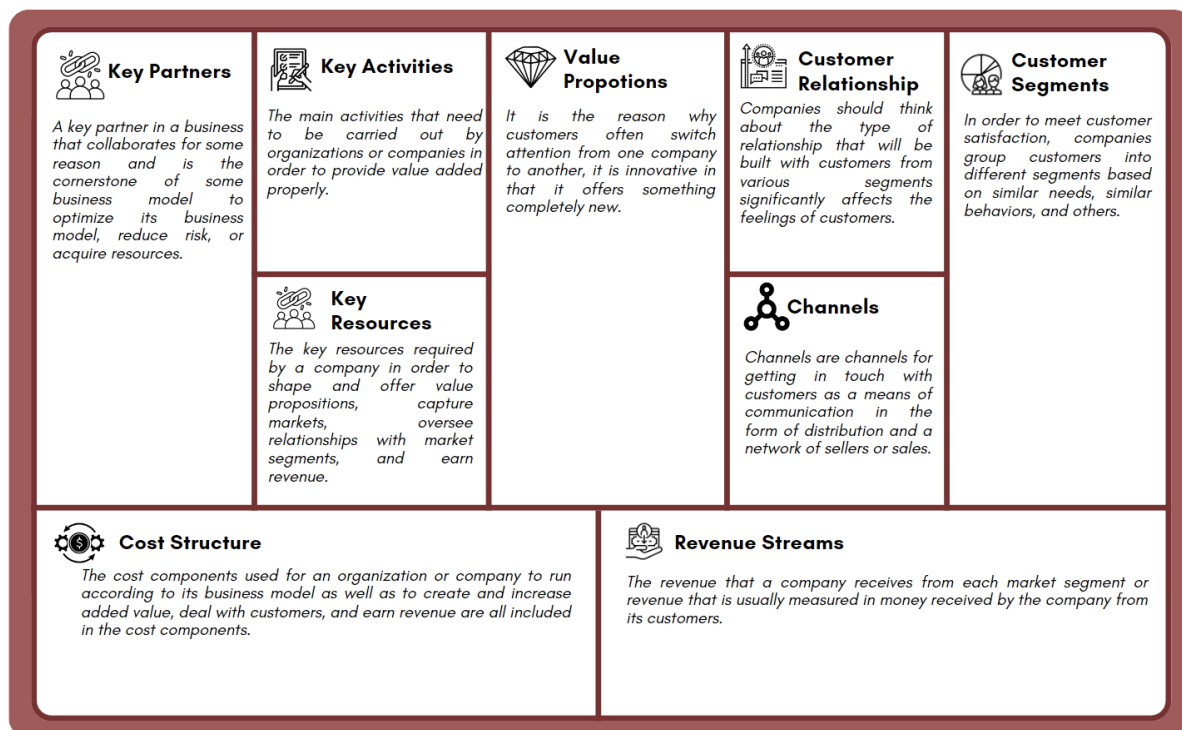 Key Partners
A key partner in a business
that collaborates for some
reason and is the
cornerstone of some
business model to
optimize its business
model, reduce risk, or
acquire resources.
Key Activities
The main activities that need
to be carried out by
organizations or companies in
order to provide value added
properly.
Key
Resources
The key resources required
by a company in order to
shape and offer value
propositions, capture
markets, oversee
relationships with market
segments, and earn
revenue.
Value
Propotions
It is the reason why
customers often switch
attention from one company
to another, it is innovative in
that it offers something
completely new.
Customer
Relationship
Companies should think
about the type of
relationship that will be
built with customers from
various segments
significantly affects the
feelings of customers.
Channels
Channels are channels for
getting in touch with
customers as a means of
communication in the
form of distribution and a
network of sellers or sales.
Customer
Segments
In order to meet customer
satisfaction, companies
group customers into
different segments based
on similar needs, similar
behaviors, and others.
Cost Structure
The cost components used for an organization or company to run
according to its business model as well as to create and increase
added value, deal with customers, and earn revenue are all included
in the cost components.
Revenue Streams
The revenue that a company receives from each market segment or
revenue that is usually measured in money received by the company from
its customers.